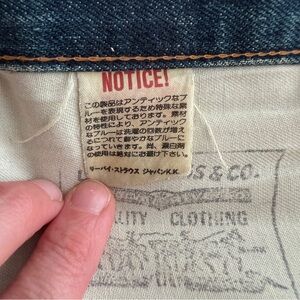 NOTICE!
この製品はアンティックなブ
ルーを表現するため特殊な素
材を使用して居ります。素材
の特性により、アンティック
なブルーは洗濯の回数が増え
るにつれて鮮やかなブルーに
なっていきます。尚、漂白剤
の使用は絶対にお避け下さい。
リーバイ・ストラウス ジャパンK.K.
S & CO.
QUALITY CLOTHING